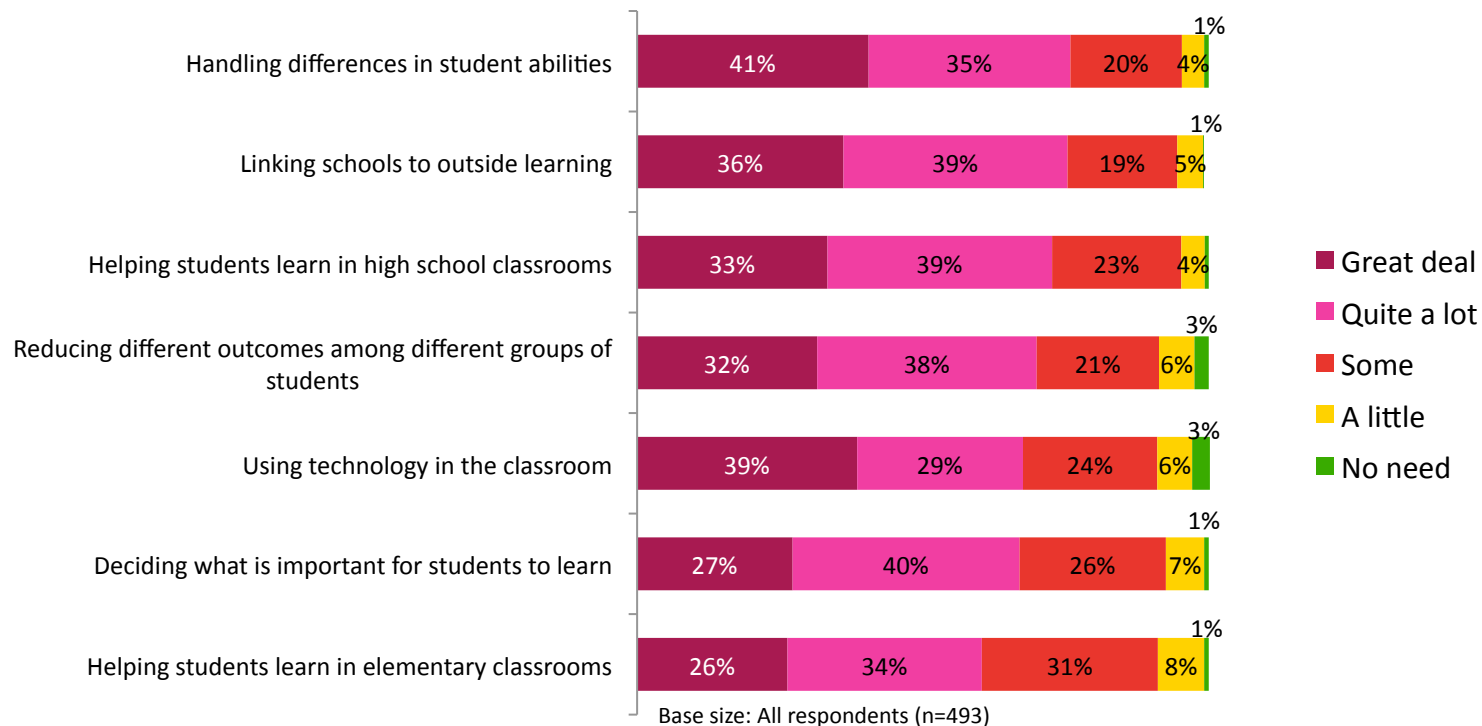 1%
Handling differences in student abilities 41% 35% 20% 4%
1%
Linking schools to outside learning 36% 39% 19% 5%
Helping students learn in high school classrooms 33% 39% 23% 4%
3%
Reducing different outcomes among different groups of
students
32% 38% 21% 6%
3%
Using technology in the classroom 39% 29% 24% 6%
1%
Deciding what is important for students to learn 27% 40% 26% 7%
1%
Helping students learn in elementary classrooms 26% 34% 31% 8%
Base size: All respondents (n=493)
Great deal
Quite a lot
Some
A little
No need